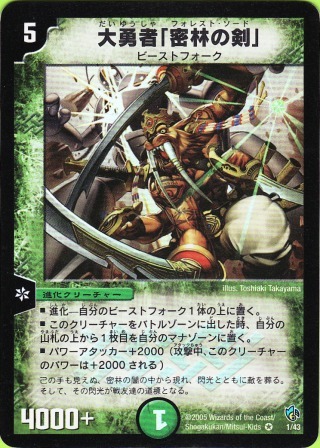 だいゆうしゃ フォレスト・ソード
5
大勇者「密林の剣」
ビーストフォーク
illus. Toshiaki Takayama
進化クリーチャー
■ 進化―自分のビーストフォーク1体の上に置く。
■ このクリーチャーをバトルゾーンに出した時、自分の
山札の上から1枚目を自分のマナゾーンに置く。
■ パワーアタッカー+2000 (攻撃中、このクリーチャー
のパワーは+2000 される)
己の手も見えぬ、密林の闇の中から現れ、閃光とともに敵を葬る。
そして、その閃光が戦友達の道標となる。
4000+
1
©2005 Wizards of the Coast/
Shogakukan/Mitsui-Kids
1/43